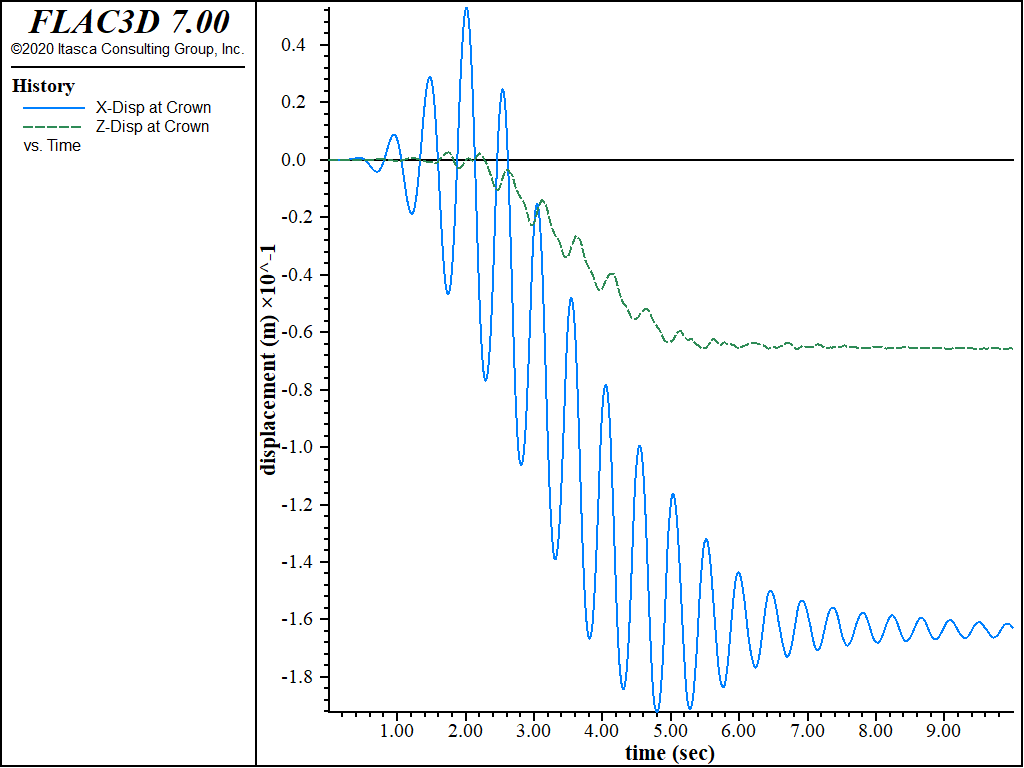 FLAC3D 7.00
©2020 Itasca Consulting Group, Inc.
History
X-Disp at Crown
Z-Disp at Crown
vs. Time
displacement (m) ×10^-1
0.4
0.2
0.0
-0.2
-0.4
-0.6
-0.8
-1.0
-1.2
-1.4
-1.6
-1.8
1.00 2.00 3.00 4.00 5.00 6.00 7.00 8.00 9.00
time (sec)